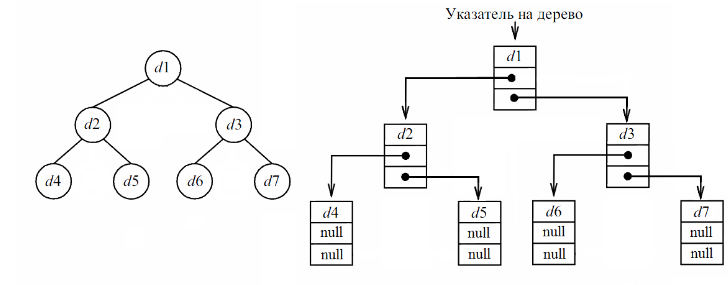 Указатель на дерево
d1
d1
d2
d3
d2
d3
d4
d5
d6
d7
d4
null
null
d5
null
null
d6
null
null
d7
null
null